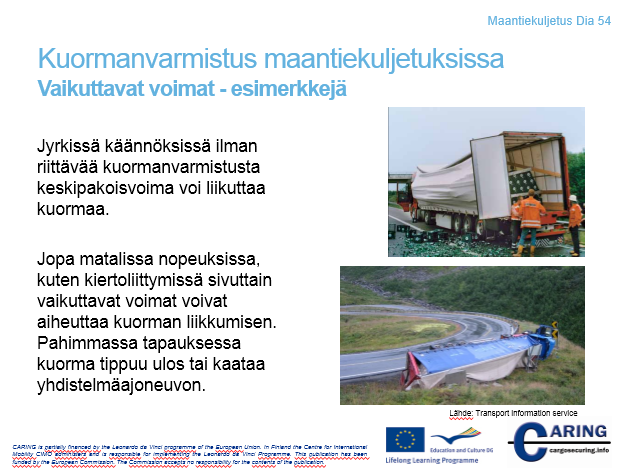 Maantiekuljetus Dia 54
Kuormanvarmistus maantiekuljetuksissa
Vaikuttavat voimat - esimerkkejä
Jyrkissä käännöksissä ilman
riittävää kuormanvarmistusta
keskipakoisvoima voi liikuttaa
kuormaa.
Jopa matalissa nopeuksissa,
kuten kiertoliittymissä sivuttain
vaikuttavat voimat voivat
aiheuttaa kuorman liikkumisen.
Pahimmassa tapauksessa
kuorma tippuu ulos tai kaataa
yhdistelmäajoneuvon.
Lähde: Transport information service
CARING is partially financed by the Leonardo da Vinci programme of the European Union. In Finland the Centre for International
Mobility CIMO administers and is responsible for implementing the Leonardo da Vinci Programme. This publication has been
funded by the European Commission. The Commission accepts no responsibility for the contents of the publication.
Education and Culture DG
Lifelong Learning Programme
CARING
cargosecuring.info